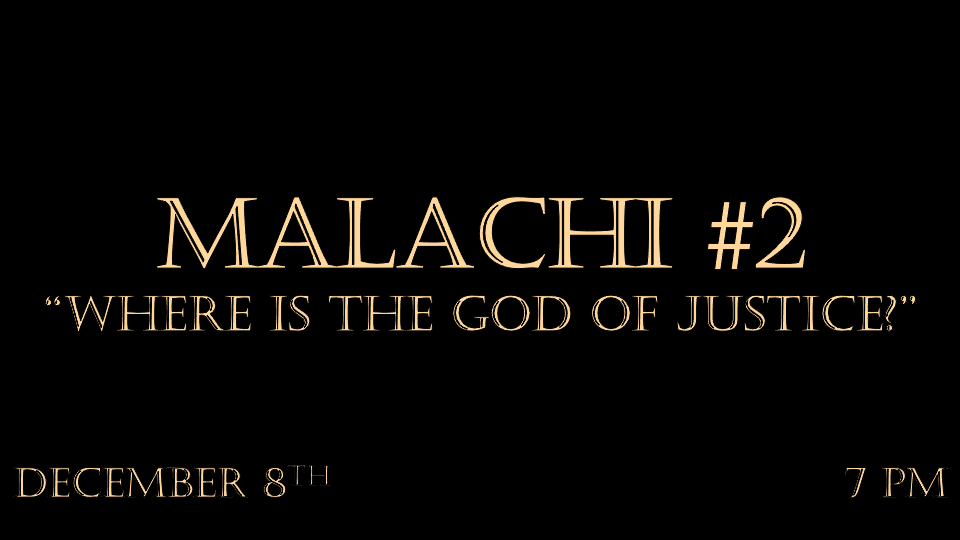 MALACHI #2
“WHERE IS THE GOD OF JUSTICE?”
DECEMBER 8TH 7 PM